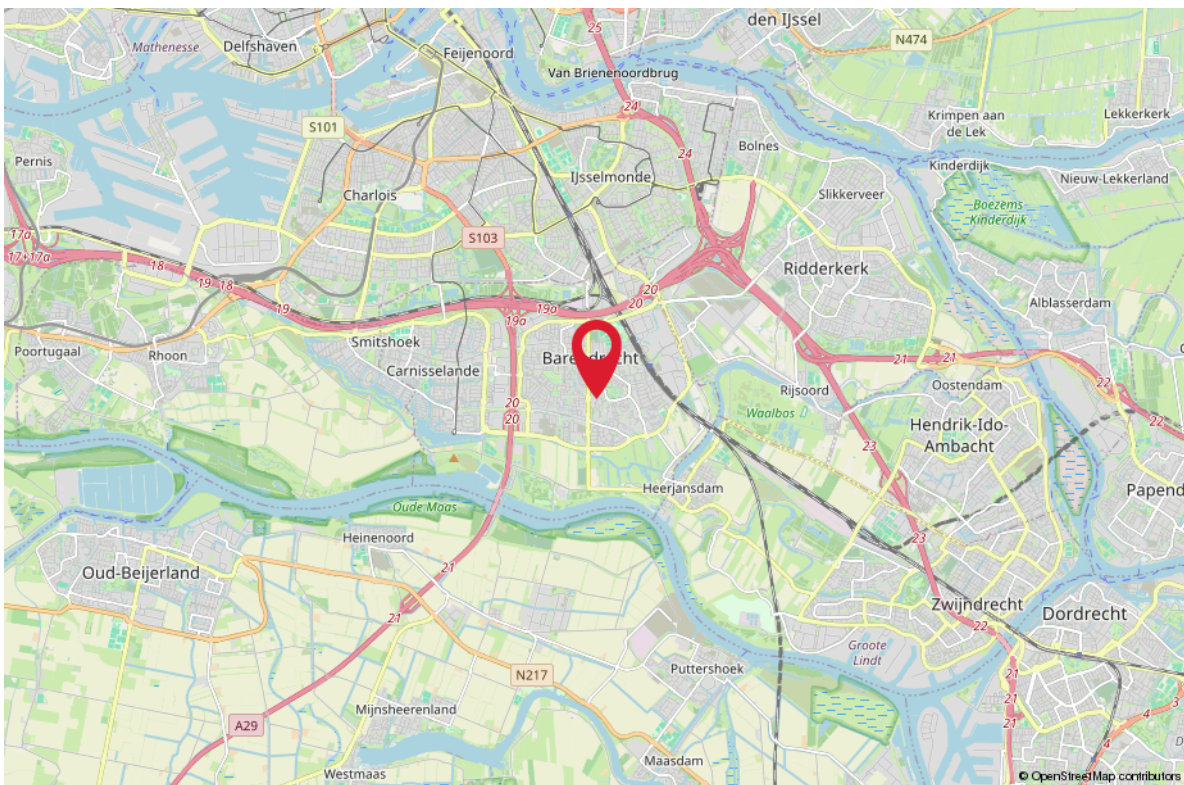 den IJssel
25
N474
Mathenesse
Delfshaven
Feijenoord
Van Brienenoordbrug
24
Krimpen aan
de Lek
Lekkerkerk
S101
24
Bolnes
Pernis
Kinderdijk
Nieuw-Lekkerland
IJsselmonde
Charlois
Slikkerveer
Boezems
Kinderdijk
17a
17+17a
S103
18
19
18
19
20
20
Ridderkerk
19a
19a
Alblasserdam
Smitshoek
Poortugaal
Rhoon
Carnisselande
21
21
22
22
Rijsoord
Oostendam
20
20
Waalbos
Hendrik-Ido-
Ambacht
23
Heerjansdam
Papend
Oude Maas
Heinenoord
23
Oud-Beijerland
21
21
Zwijndrecht
Dordrecht
22
Groote
Lindt
Puttershoek
N217
21
21
21
Mijnsheerenland
A29
3
4
4
Maasdam
Westmaas
© OpenStreetMap contributors